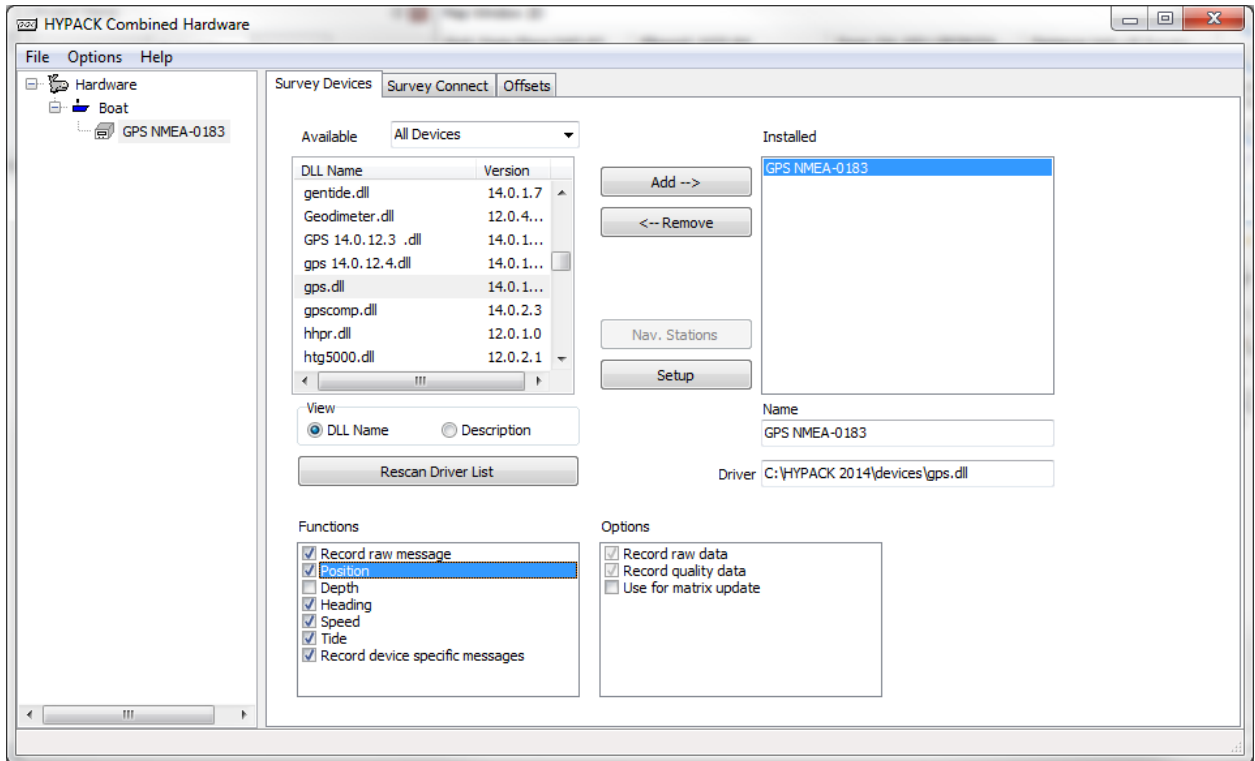 HYPACK Combined Hardware
File Options Help
Hardware
Boat
GPS NMEA-0183
Survey Devices Survey Connect Offsets
Available All Devices
Installed
DLL Name Version
gentide.dll 14.0.1.7
Geodimeter.dll 12.0.4...
GPS 14.0.12.3 .dll 14.0.1...
gps 14.0.12.4.dll 14.0.1...
gps.dll 14.0.1...
gpscomp.dll 14.0.2.3
hhpr.dll 12.0.1.0
htg5000.dll 12.0.2.1
Add -->
<-- Remove
Nav. Stations
Setup
GPS NMEA-0183
View
DLL Name Description
Rescan Driver List
Name
GPS NMEA-0183
Driver C:\HYPACK 2014\devices\gps.dll
Functions
Record raw message
Position
Depth
Heading
Speed
Tide
Record device specific messages
Options
Record raw data
Record quality data
Use for matrix update